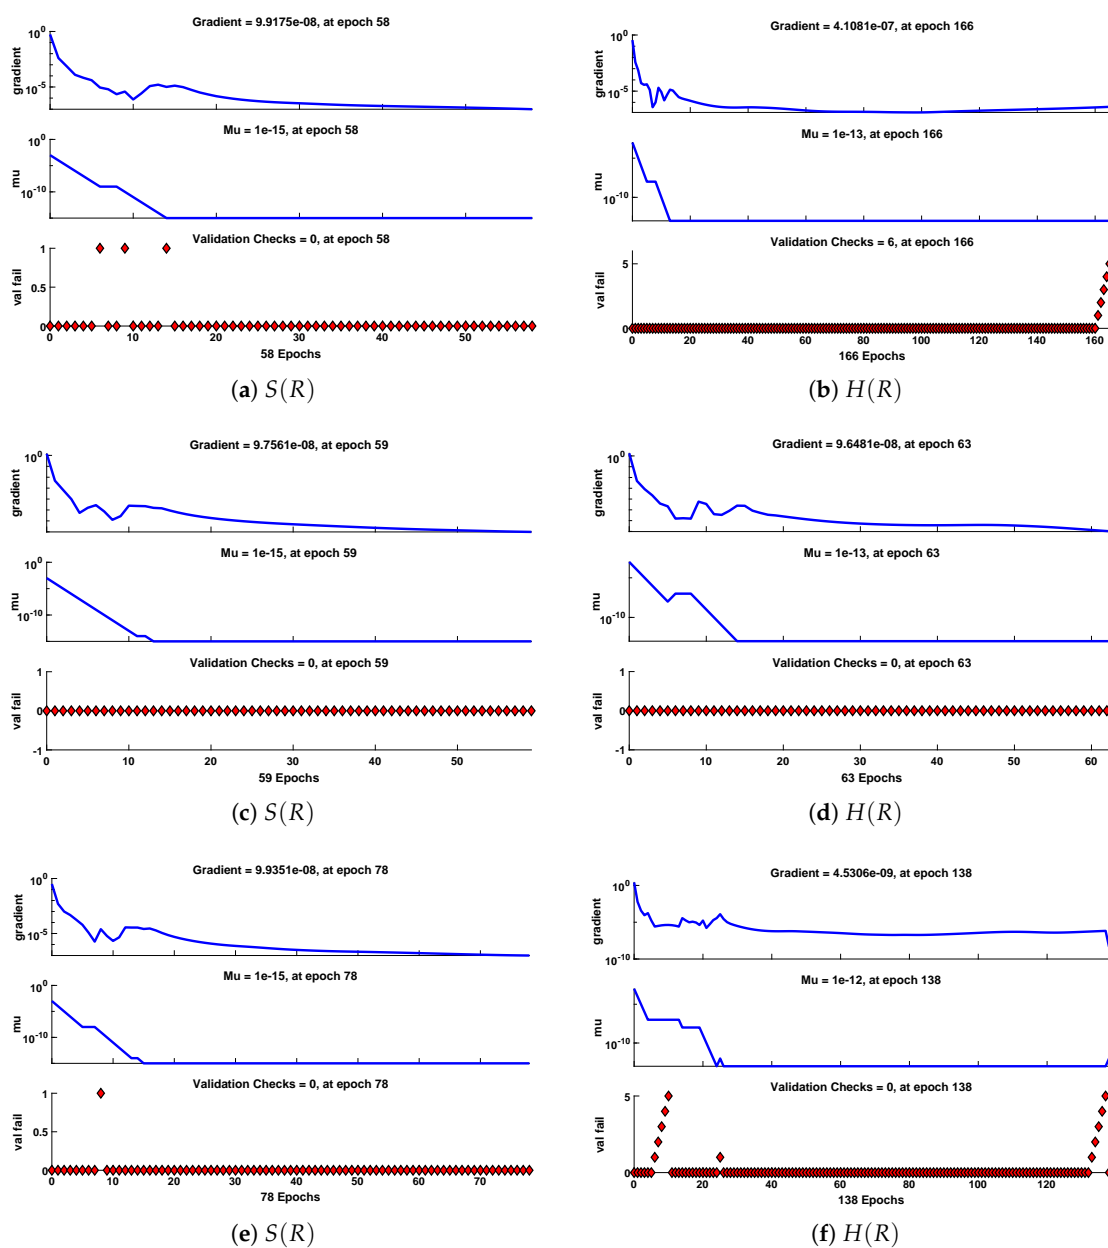 Gradient = 9.9175e-08, at epoch 58
10^0
10^-5
gradient
Mu = 1e-15, at epoch 58
10^0
10^-10
mu
Validation Checks = 0, at epoch 58
1
0.5
0
val fail
0 10 20 30 40 50
58 Epochs
(a) S(R)
Gradient = 4.1081e-07, at epoch 166
10^0
10^-5
gradient
Mu = 1e-13, at epoch 166
10^-10
mu
Validation Checks = 6, at epoch 166
5
0
val fail
0 20 40 60 80 100 120 140 160
166 Epochs
(b) H(R)
Gradient = 9.7561e-08, at epoch 59
10^0
gradient
Mu = 1e-15, at epoch 59
10^0
10^-10
mu
Validation Checks = 0, at epoch 59
1
0
-1
val fail
0 10 20 30 40 50
59 Epochs
(c) S(R)
Gradient = 9.6481e-08, at epoch 63
10^0
gradient
Mu = 1e-13, at epoch 63
10^-10
mu
Validation Checks = 0, at epoch 63
1
0
-1
val fail
0 10 20 30 40 50 60
63 Epochs
(d) H(R)
Gradient = 9.9351e-08, at epoch 78
10^0
10^-5
gradient
Mu = 1e-15, at epoch 78
10^0
10^-10
mu
Validation Checks = 0, at epoch 78
1
0.5
0
val fail
0 10 20 30 40 50 60 70
78 Epochs
(e) S(R)
Gradient = 4.5306e-09, at epoch 138
10^0
10^-10
gradient
Mu = 1e-12, at epoch 138
10^-10
mu
Validation Checks = 0, at epoch 138
5
0
val fail
0 20 40 60 80 100 120
138 Epochs
(f) H(R)